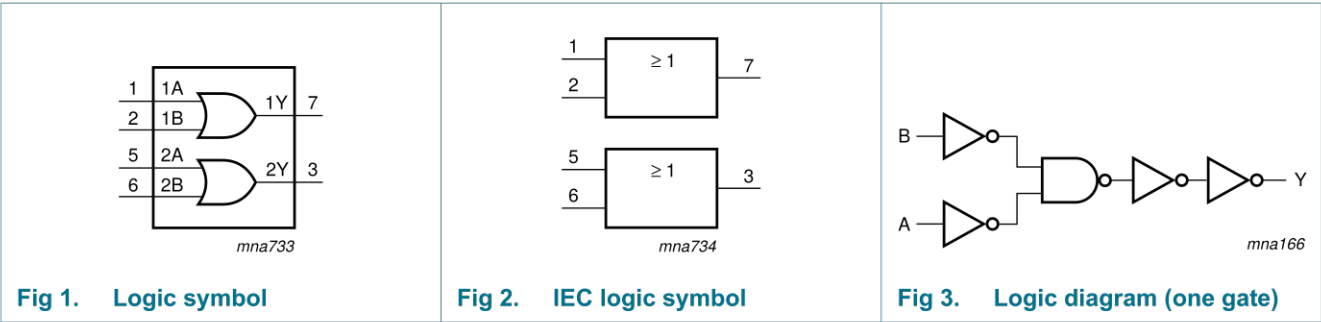 1 1A 1Y 7
2 1B
5 2A 2Y 3
6 2B
mna733
Fig 1. Logic symbol
1 ≥ 1 7
2
5 ≥ 1 3
6
mna734
Fig 2. IEC logic symbol
B
Y
A
mna166
Fig 3. Logic diagram (one gate)